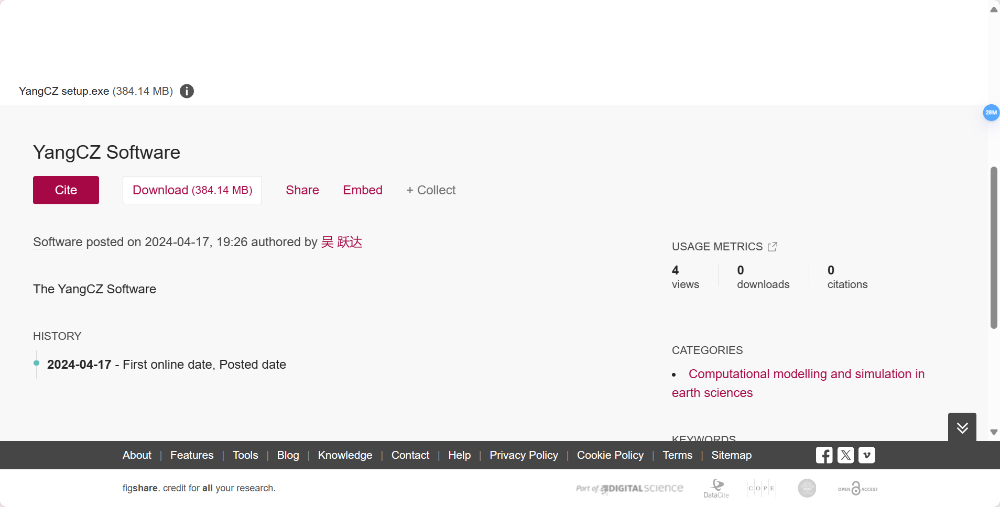 YangCZ setup.exe (384.14 MB)
28M
YangCZ Software
Cite
Download (384.14 MB)
Share
Embed
+ Collect
Software posted on 2024-04-17, 19:26 authored by 吴 跃达
The YangCZ Software
HISTORY
2024-04-17 - First online date, Posted date
USAGE METRICS
4
views
0
downloads
0
citations
CATEGORIES
• Computational modelling and simulation in
earth sciences
KEYWORDS
About | Features | Tools | Blog | Knowledge | Contact | Help | Privacy Policy | Cookie Policy | Terms | Sitemap
figshare. credit for all your research.
Part of DIGITAL science
DataCite
C O P E
DATA
CITATION
INDEX
OPEN ACCESS